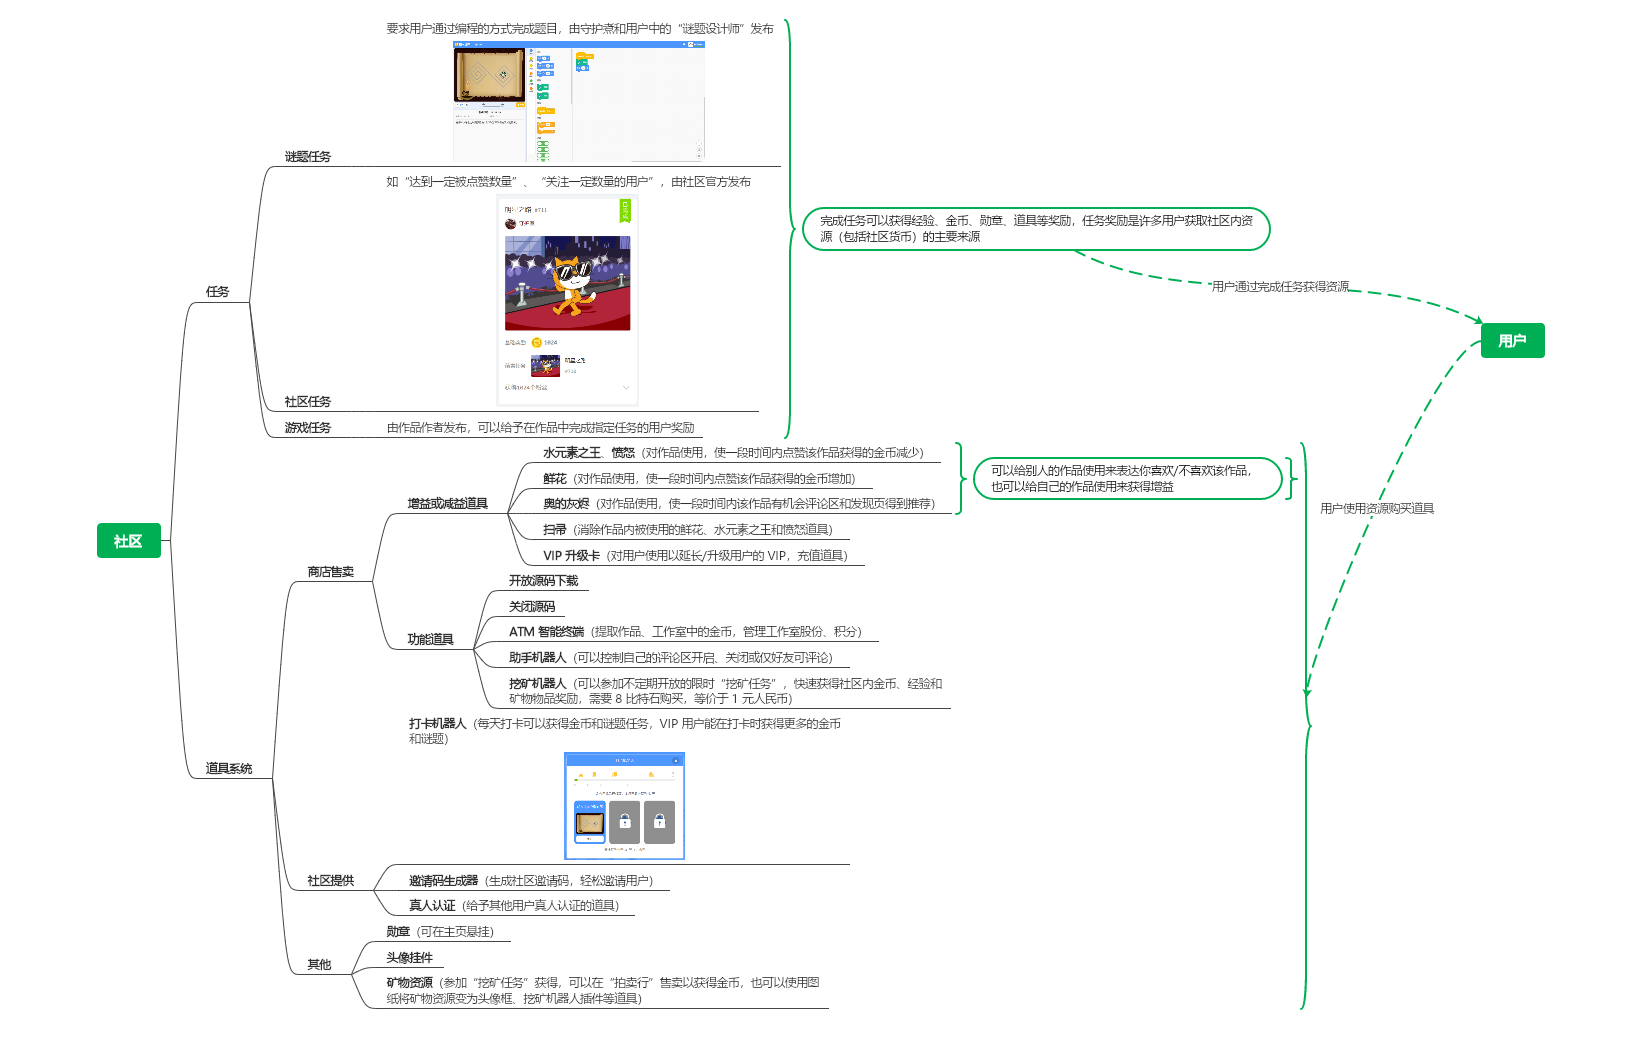 要求用户通过编程的方式完成题目，由守护煮和用户中的“谜题设计师”发布
谜题任务
如“达到一定被点赞数量”、“关注一定数量的用户”，由社区官方发布
明星之路 #711
守护煮
1024
明星之路
#710
获得1024个粉丝
社区任务
游戏任务
由作品作者发布，可以给予在作品中完成指定任务的用户奖励
任务
完成任务可以获得经验、金币、勋章、道具等奖励，任务奖励是许多用户获取社区内资
源（包括社区货币）的主要来源
用户通过完成任务获得资源
用户
用户使用资源购买道具
社区
水元素之王、愤怒（对作品使用，使一段时间内点赞该作品获得的金币减少）
鲜花（对作品使用，使一段时间内点赞该作品获得的金币增加）
奥的灰烬（对作品使用，使一段时间内该作品有机会评论区和发现页得到推荐）
扫帚（消除作品内被使用的鲜花、水元素之王和愤怒道具）
VIP 升级卡（对用户使用以延长/升级用户的 VIP，充值道具）
增益或减益道具
可以给别人的作品使用来表达你喜欢/不喜欢该作品，
也可以给自己的作品使用来获得增益
商店售卖
开放源码下载
关闭源码
ATM 智能终端（提取作品、工作室中的金币，管理工作室股份、积分）
助手机器人（可以控制自己的评论区开启、关闭或仅好友可评论）
挖矿机器人（可以参加不定期开放的限时“挖矿任务”，快速获得社区内金币、经验和
矿物物品奖励，需要 8 比特石购买，等价于 1 元人民币）
功能道具
道具系统
打卡机器人（每天打卡可以获得金币和谜题任务，VIP 用户能在打卡时获得更多的金币
和谜题）
社区提供
邀请码生成器（生成社区邀请码，轻松邀请用户）
真人认证（给予其他用户真人认证的道具）
其他
勋章（可在主页悬挂）
头像挂件
矿物资源（参加“挖矿任务”获得，可以在“拍卖行”售卖以获得金币，也可以使用图
纸将矿物资源变为头像框、挖矿机器人插件等道具）